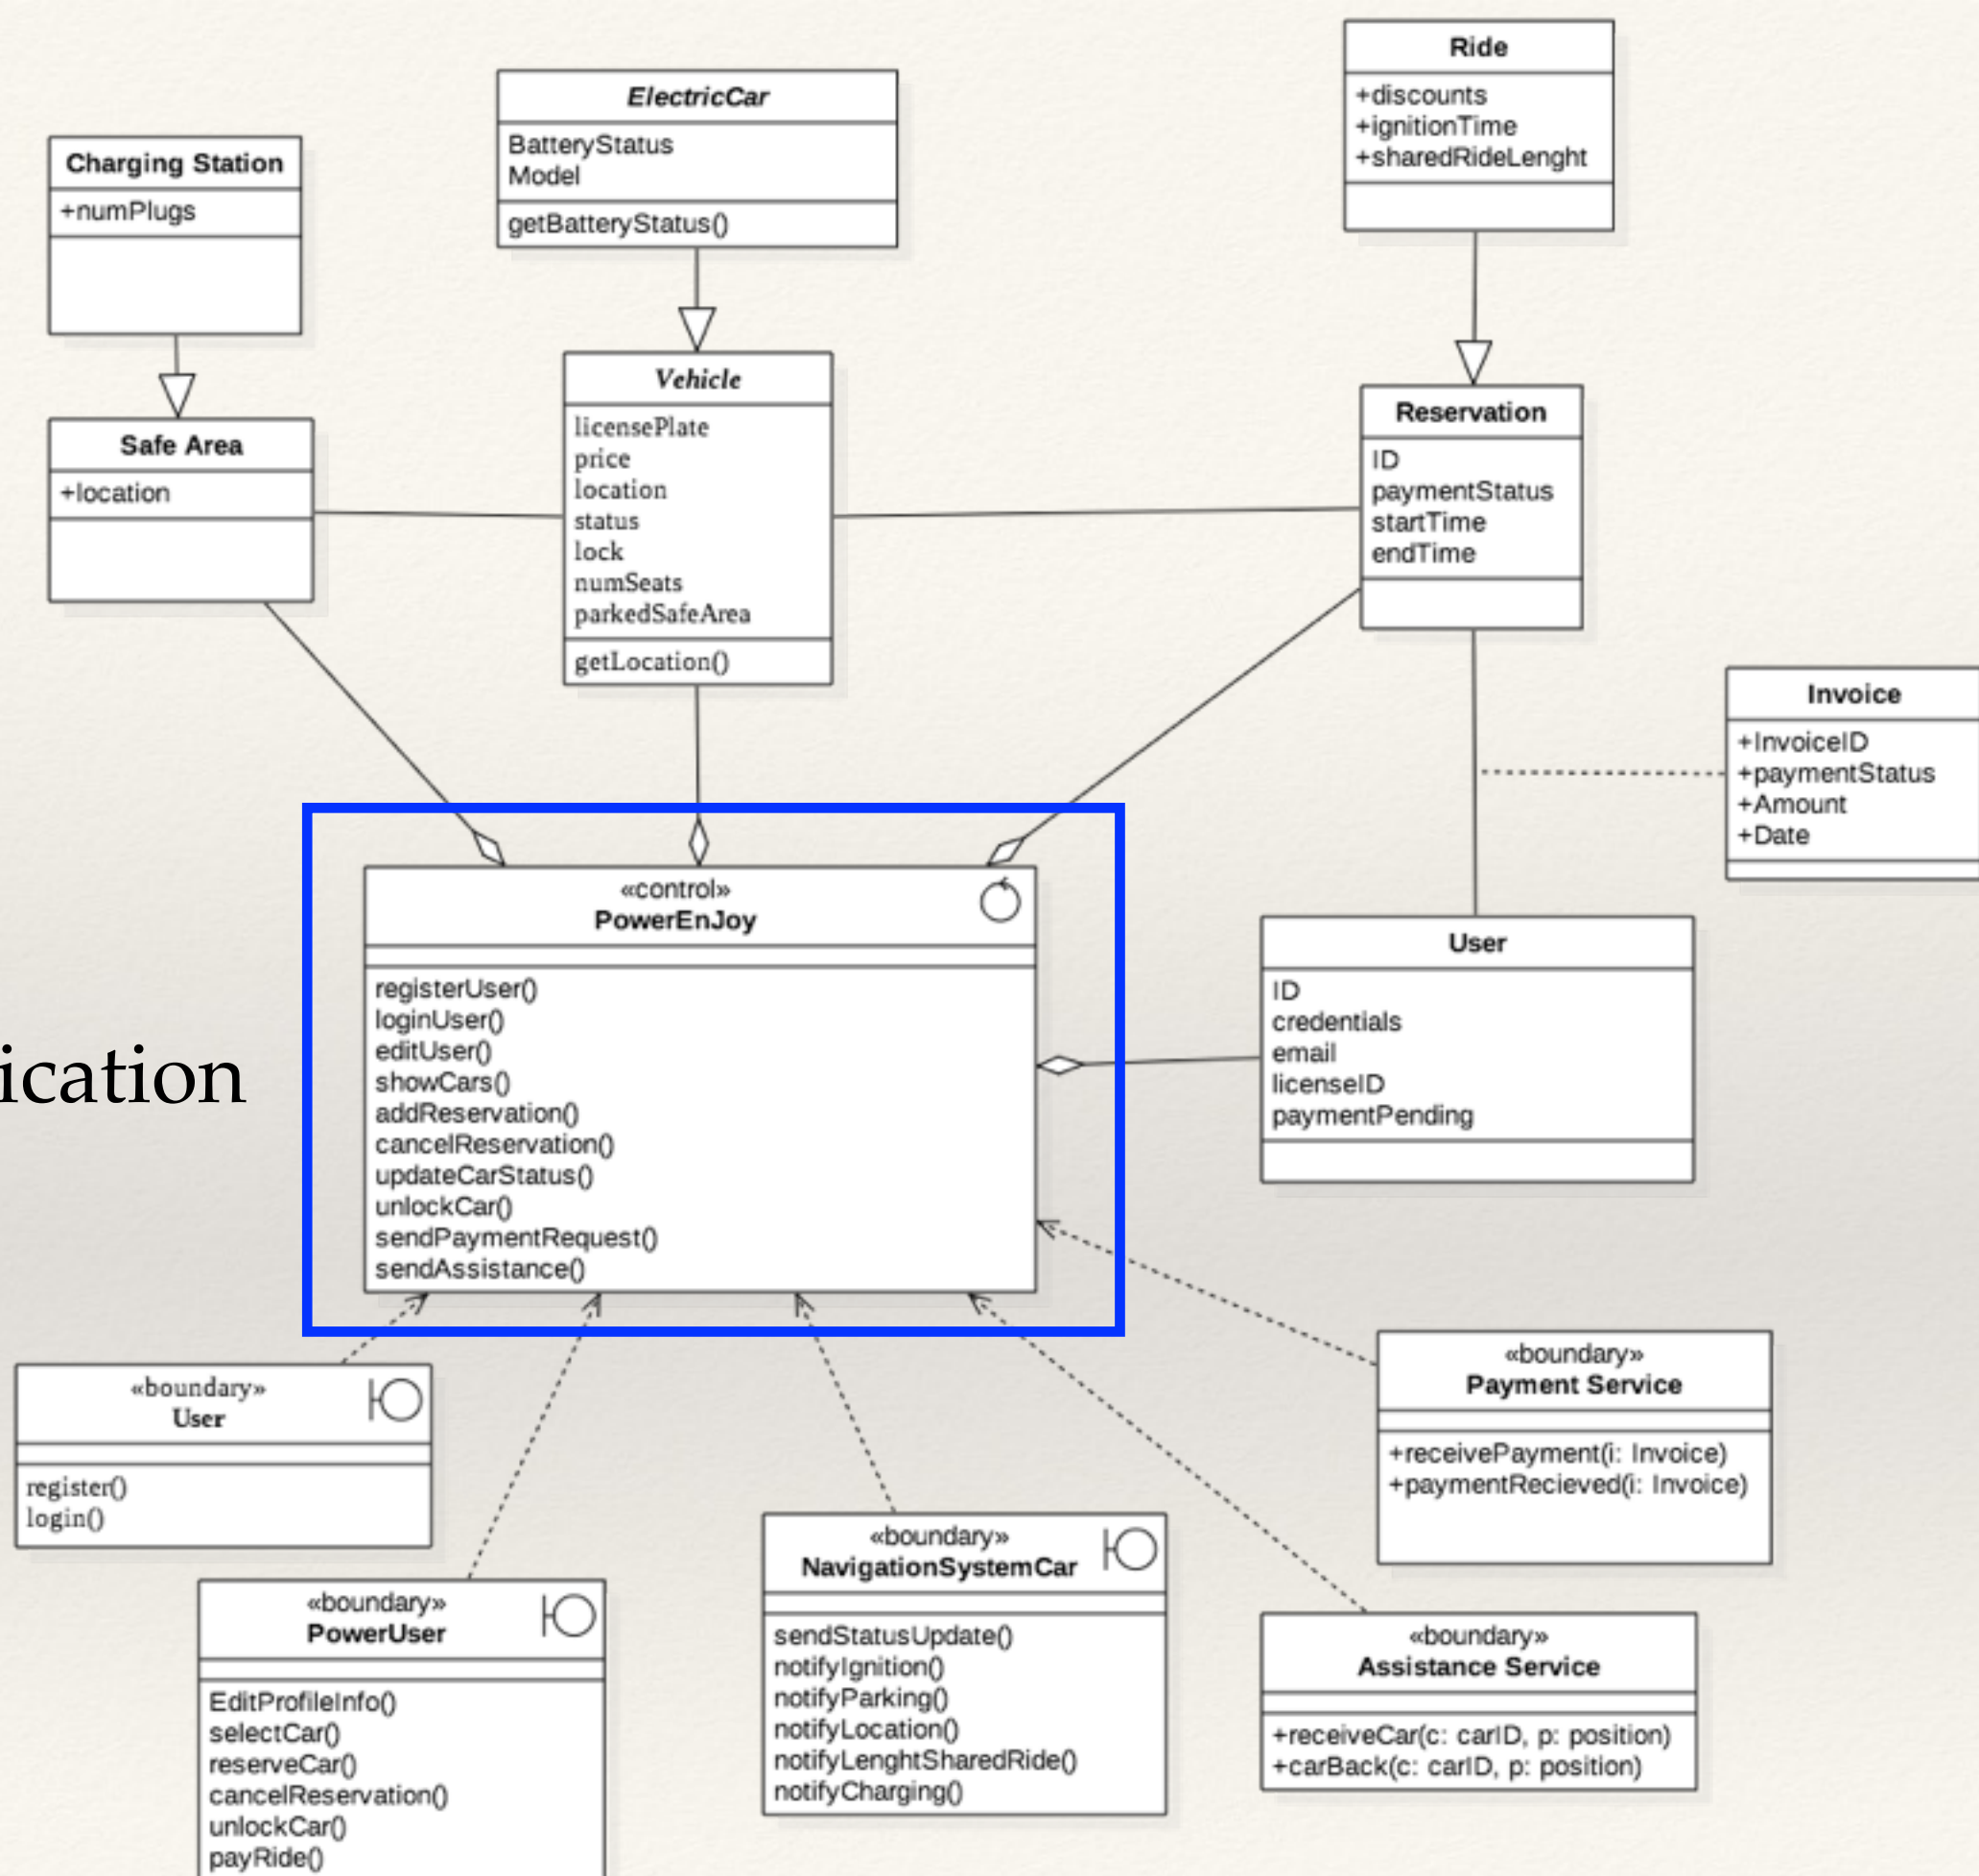 Ride
+discounts
+ignitionTime
+sharedRideLenght
ElectricCar
BatteryStatus
Model
getBatteryStatus()
Charging Station
+numPlugs
Vehicle
licensePlate
price
location
status
lock
numSeats
parkedSafeArea
getLocation()
Reservation
ID
paymentStatus
startTime
endTime
Safe Area
+location
Invoice
+InvoiceID
+paymentStatus
+Amount
+Date
«control»
PowerEnJoy
registerUser()
loginUser()
editUser()
showCars()
addReservation()
cancelReservation()
updateCarStatus()
unlockCar()
sendPaymentRequest()
sendAssistance()
User
ID
credentials
email
licenseID
paymentPending
ication
«boundary»
User
register()
login()
«boundary»
Payment Service
+receivePayment(i: Invoice)
+paymentRecieved(i: Invoice)
«boundary»
PowerUser
EditProfileInfo()
selectCar()
reserveCar()
cancelReservation()
unlockCar()
payRide()
«boundary»
NavigationSystemCar
sendStatusUpdate()
notifyIgnition()
notifyParking()
notifyLocation()
notifyLenghtSharedRide()
notifyCharging()
«boundary»
Assistance Service
+receiveCar(c: carID, p: position)
+carBack(c: carID, p: position)